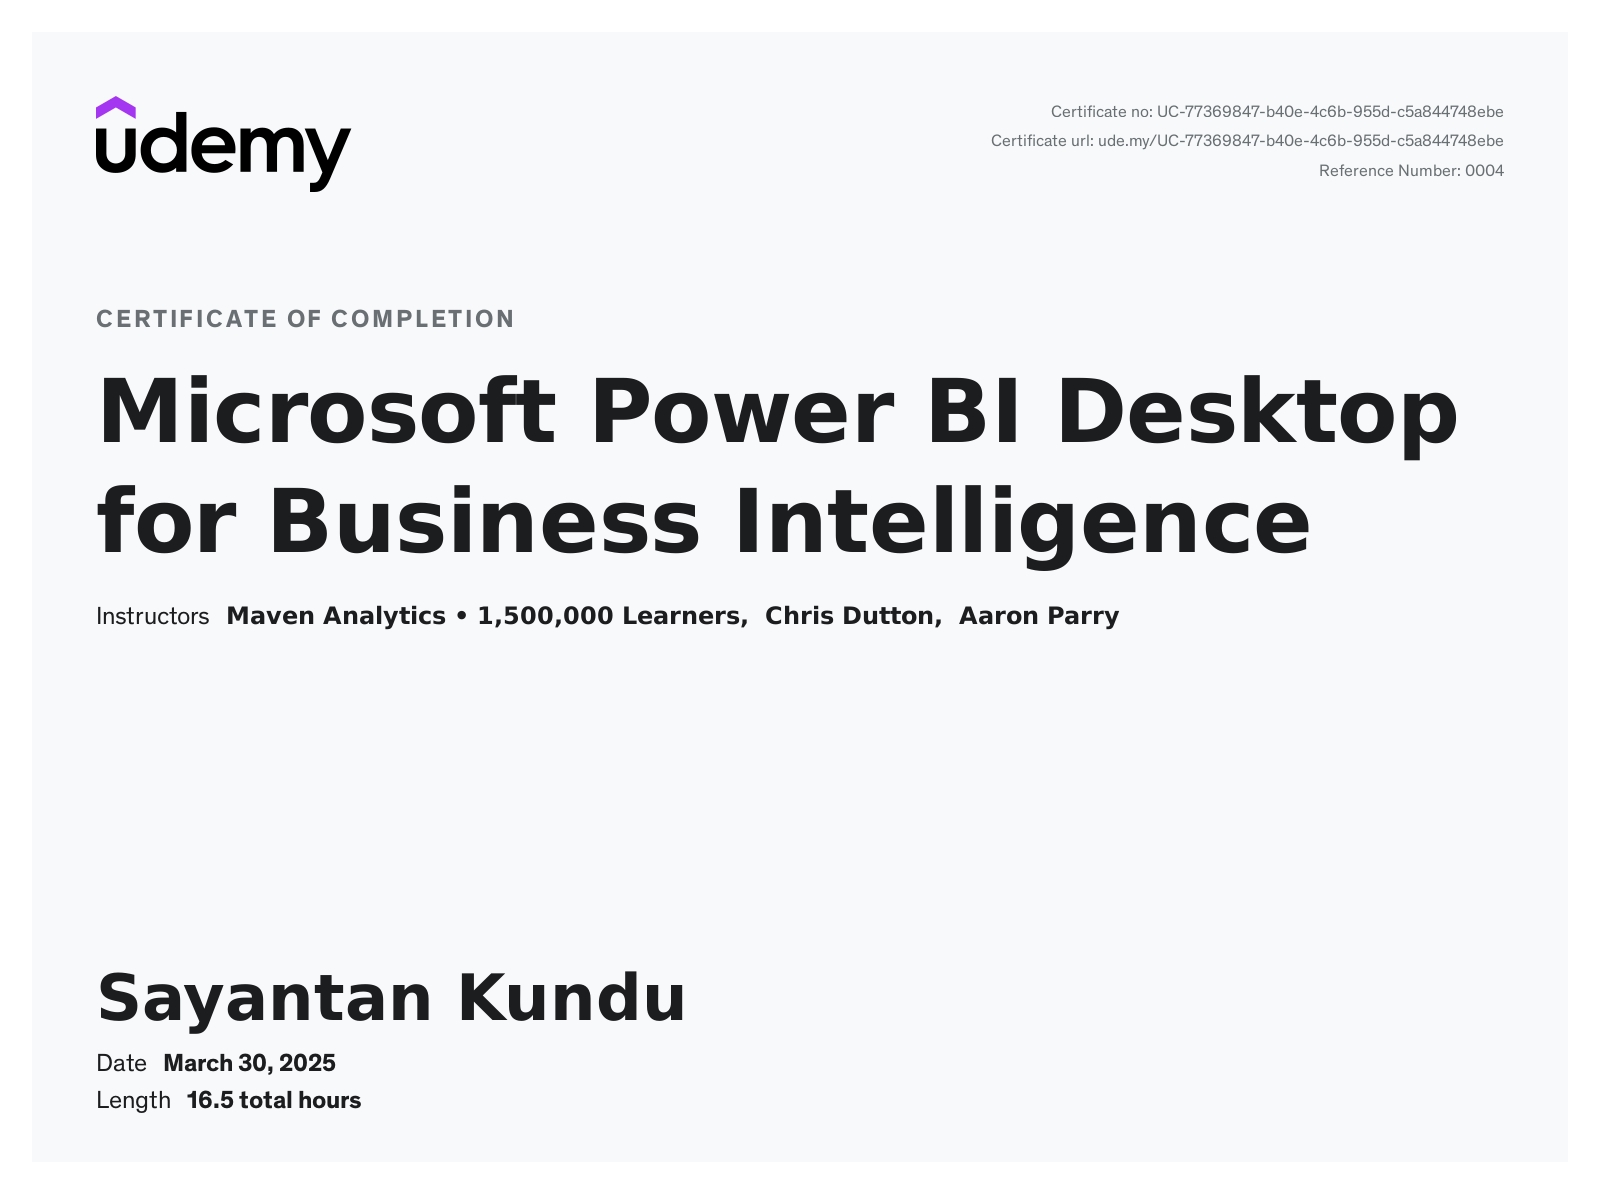 udemy
Certificate no: UC-77369847-b40e-4c6b-955d-c5a844748ebe
Certificate url: ude.my/UC-77369847-b40e-4c6b-955d-c5a844748ebe
Reference Number: 0004
CERTIFICATE OF COMPLETION
Microsoft Power BI Desktop
for Business Intelligence
Instructors Maven Analytics • 1,500,000 Learners, Chris Dutton, Aaron Parry
Sayantan Kundu
Date March 30, 2025
Length 16.5 total hours